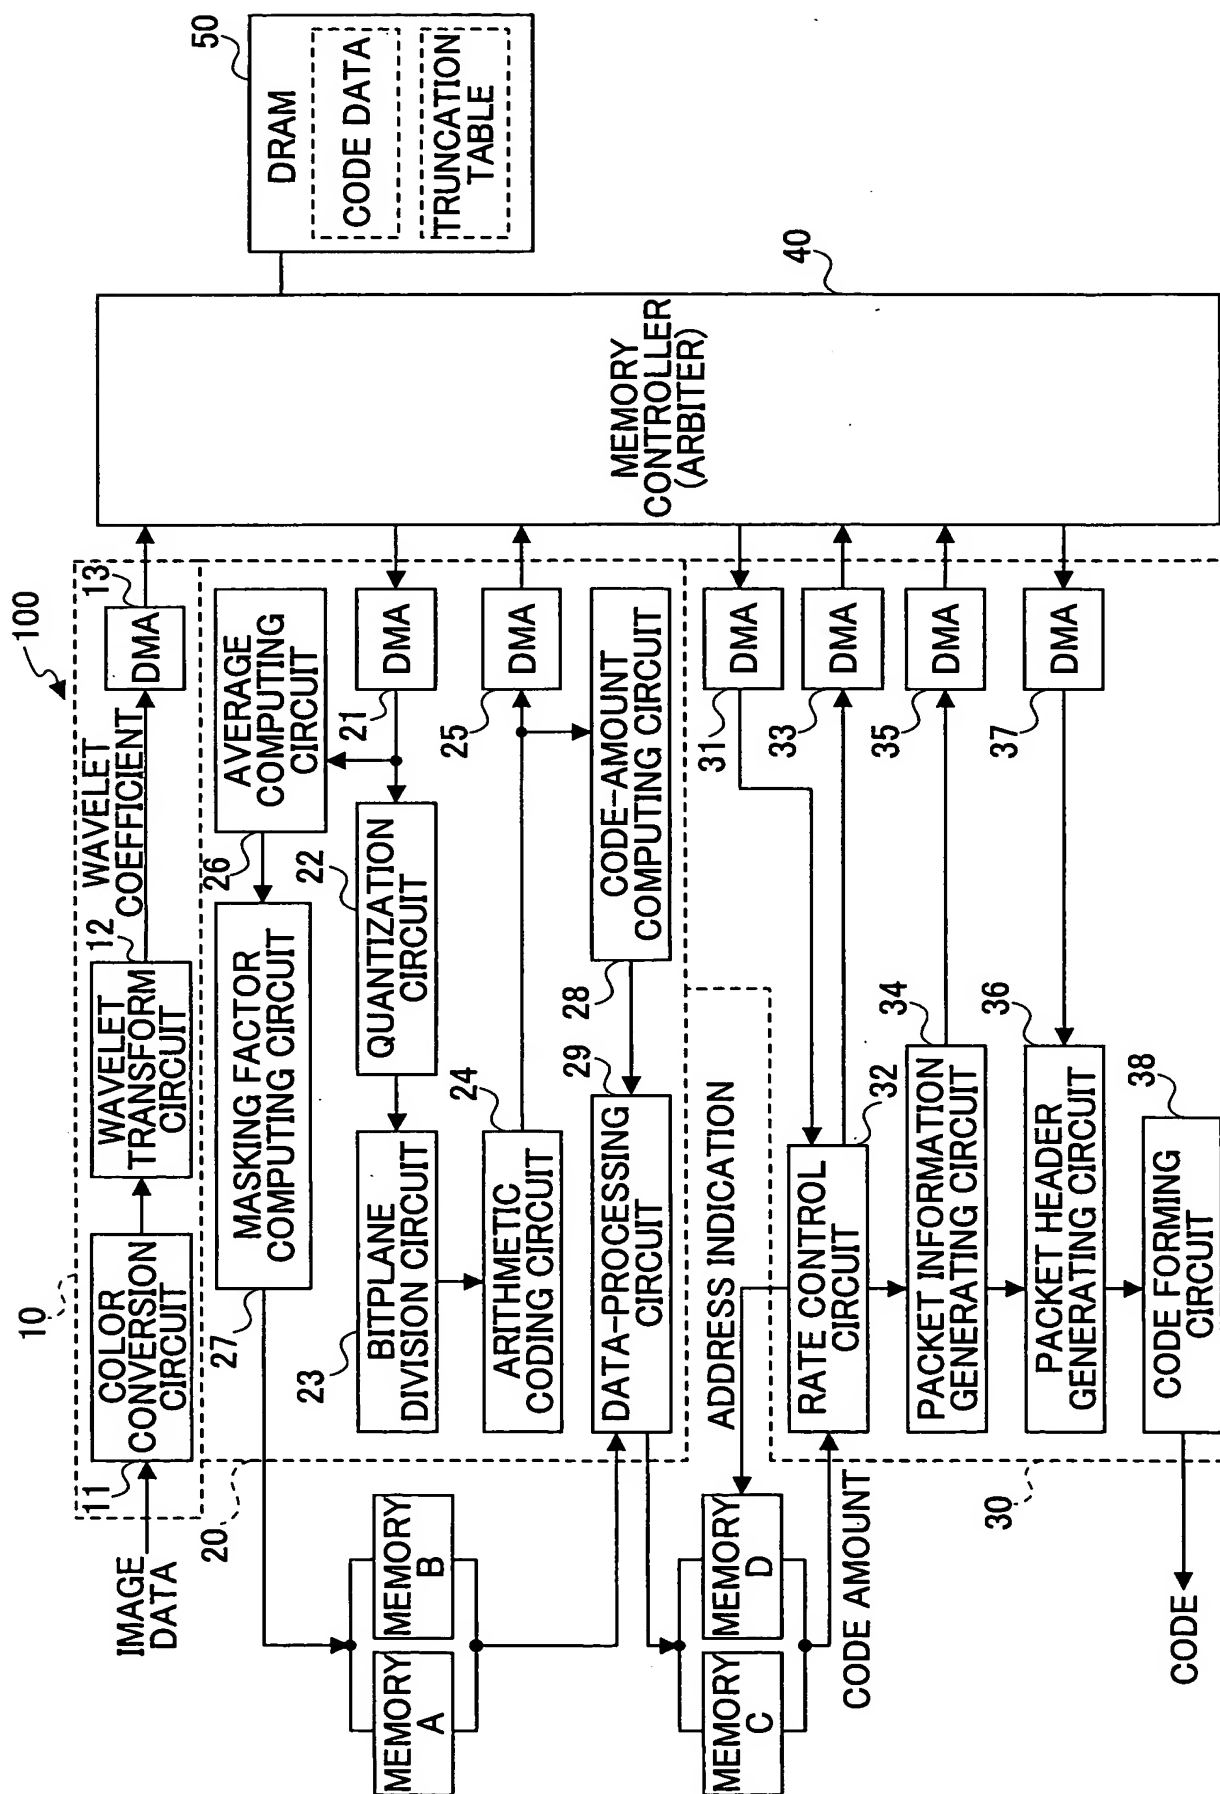 100
10
IMAGE
DATA
11
COLOR
CONVERSION
CIRCUIT
12
WAVELET
TRANSFORM
CIRCUIT
WAVELET
COEFFICIENT
13
DMA
20
27
MASKING FACTOR
COMPUTING CIRCUIT
26
AVERAGE
COMPUTING
CIRCUIT
23
BITPLANE
DIVISION CIRCUIT
22
QUANTIZATION
CIRCUIT
21
DMA
ARITHMETIC
CODING CIRCUIT
24
25
DMA
DATA-PROCESSING
CIRCUIT
29
28
CODE-AMOUNT
COMPUTING CIRCUIT
MEMORY
A
MEMORY
B
MEMORY
C
MEMORY
D
ADDRESS INDICATION
CODE AMOUNT
30
RATE CONTROL
CIRCUIT
32
31
DMA
33
DMA
PACKET INFORMATION
GENERATING CIRCUIT
34
35
DMA
PACKET HEADER
GENERATING CIRCUIT
36
37
DMA
CODE FORMING
CIRCUIT
38
CODE
MEMORY
CONTROLLER
(ARBITER)
40
50
DRAM
CODE DATA
TRUNCATION
TABLE